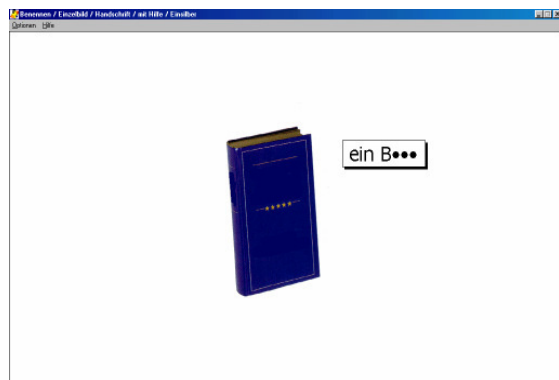 Benennen / Einzelbild / Handschrift / mit Hilfe / Einsilber
Optionen Hilfe
ein B•••